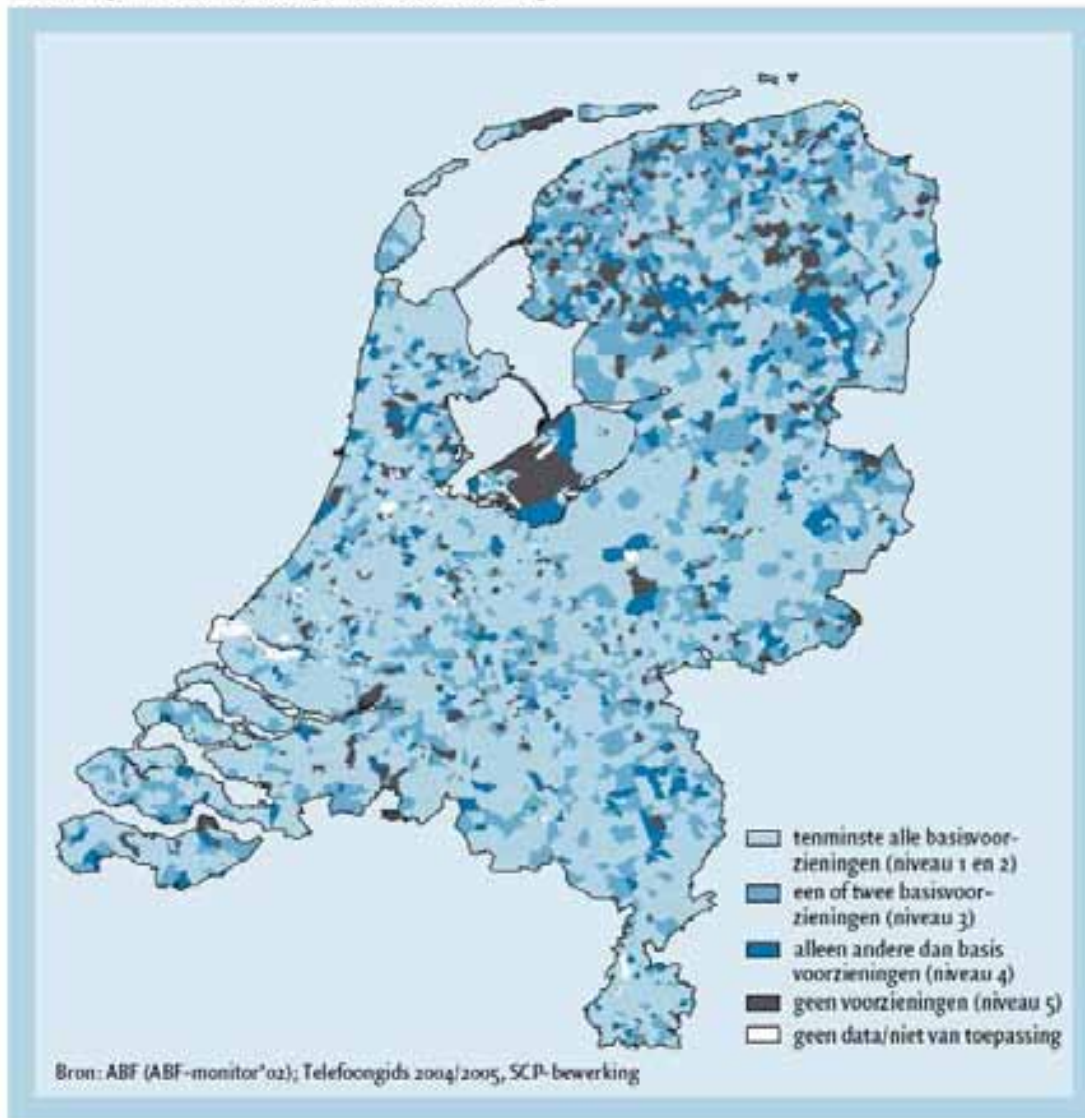 tenminste alle basisvoor-
zieningen (niveau 1 en 2)
een of twee basisvoor-
zieningen (niveau 3)
alleen andere dan basis
voorzieningen (niveau 4)
geen voorzieningen (niveau 5)
geen data/niet van toepassing
Bron: ABF (ABF-monitor'02); Telefoongids 2004/2005, SCP-bewerking